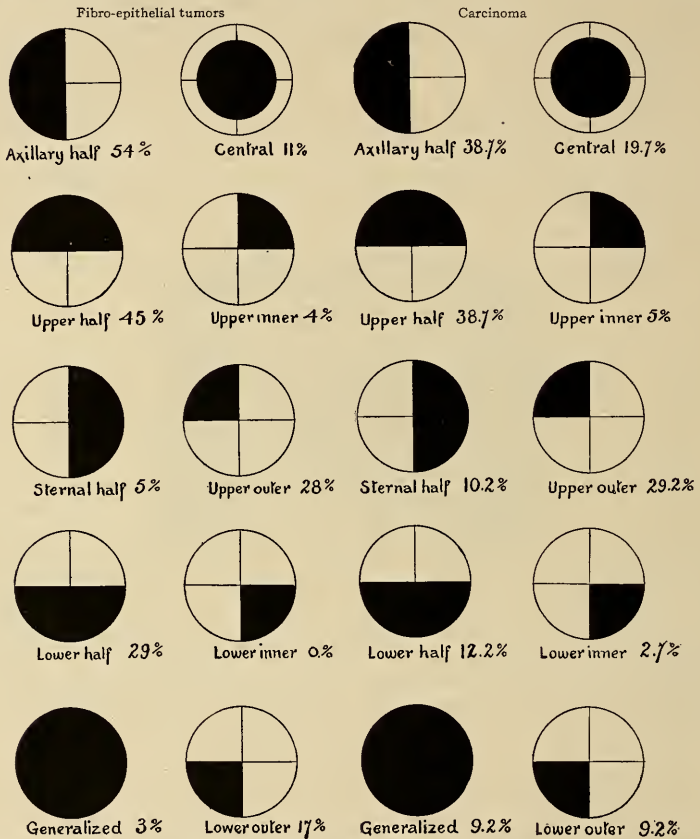 Fibro-epithelial tumors Carcinoma
Axillary half 54% Central 11% Axillary half 38.7% Central 19.7%
Upper half 45% Upper inner 4% Upper half 38.7% Upper inner 5%
Sternal half 5% Upper outer 28% Sternal half 10.2% Upper outer 29.2%
Lower half 29% Lower inner 0.% Lower half 12.2% Lower inner 2.7%
Generalized 3% Lower outer 17% Generalized 9.2% Lower outer 9.2%